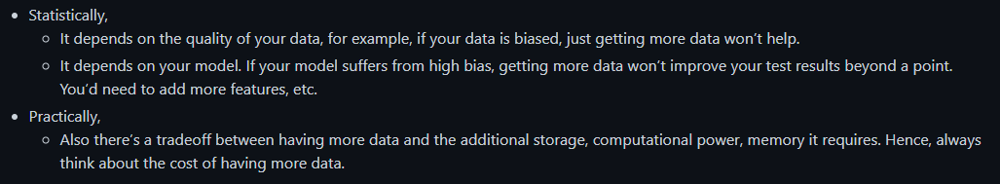 • Statistically,
◦ It depends on the quality of your data, for example, if your data is biased, just getting more data won’t help.
◦ It depends on your model. If your model suffers from high bias, getting more data won’t improve your test results beyond a point.
You’d need to add more features, etc.
• Practically,
◦ Also there’s a tradeoff between having more data and the additional storage, computational power, memory it requires. Hence, always
think about the cost of having more data.